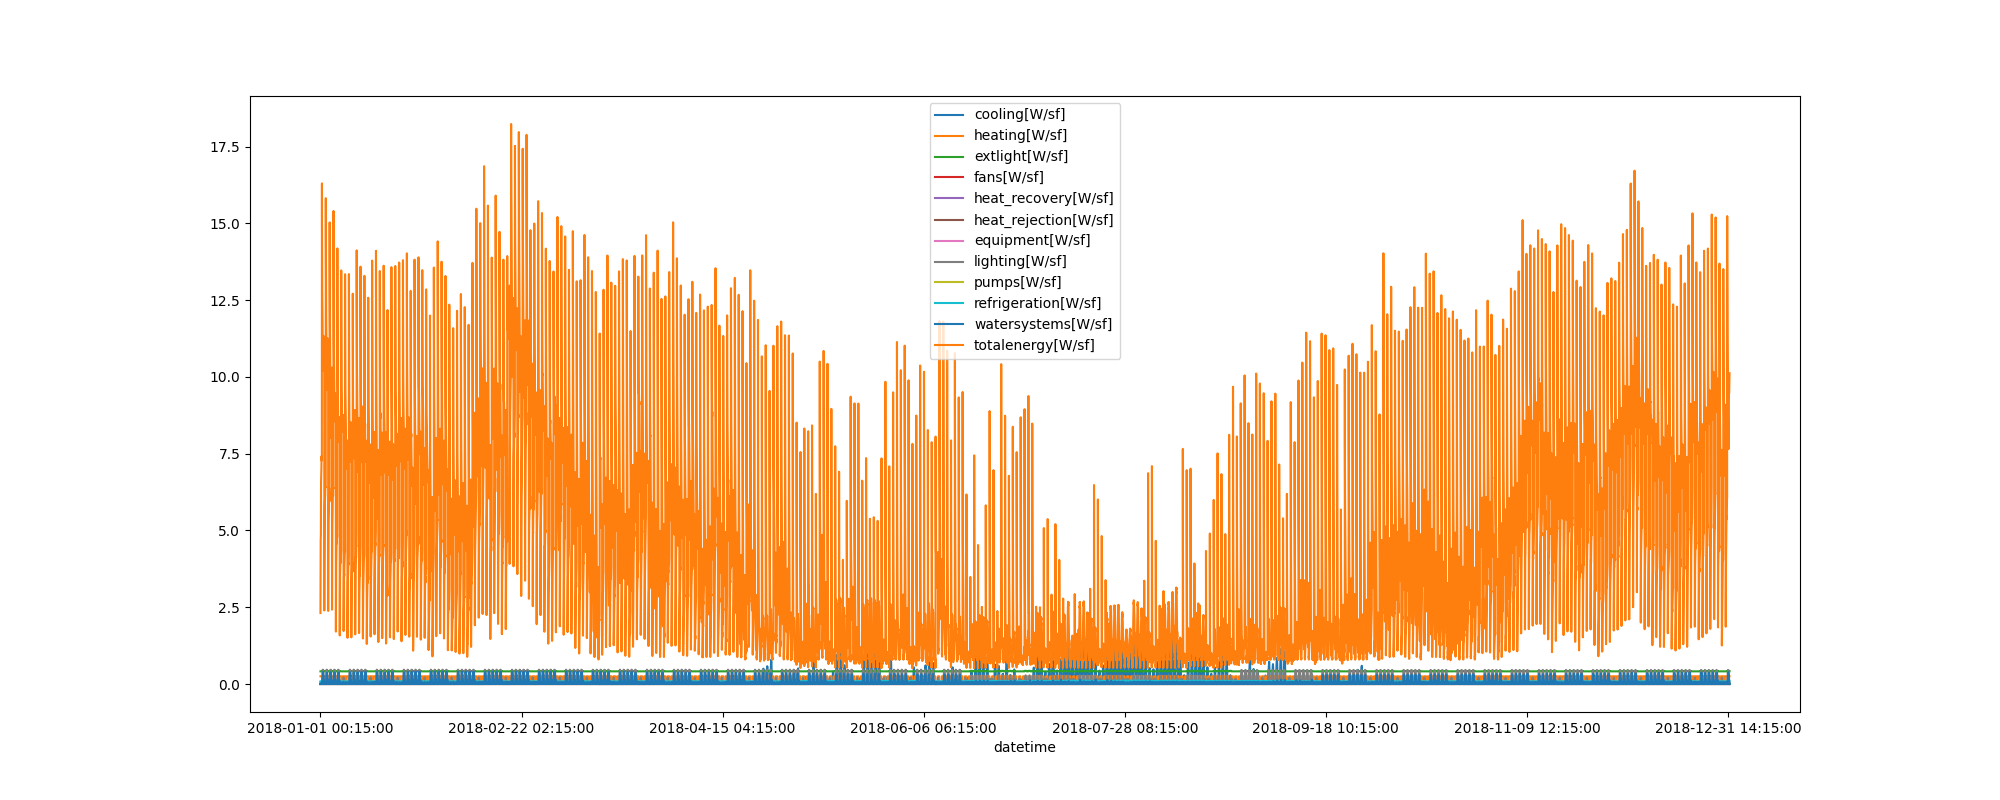 cooling[W/sf]
heating[W/sf]
extlight[W/sf]
fans[W/sf]
heat_recovery[W/sf]
heat_rejection[W/sf]
equipment[W/sf]
lighting[W/sf]
pumps[W/sf]
refrigeration[W/sf]
watersystems[W/sf]
totalenergy[W/sf]
17.5
15.0
12.5
10.0
7.5
5.0
2.5
0.0
2018-01-01 00:15:00 2018-02-22 02:15:00 2018-04-15 04:15:00 2018-06-06 06:15:00 2018-07-28 08:15:00 2018-09-18 10:15:00 2018-11-09 12:15:00 2018-12-31 14:15:00
datetime